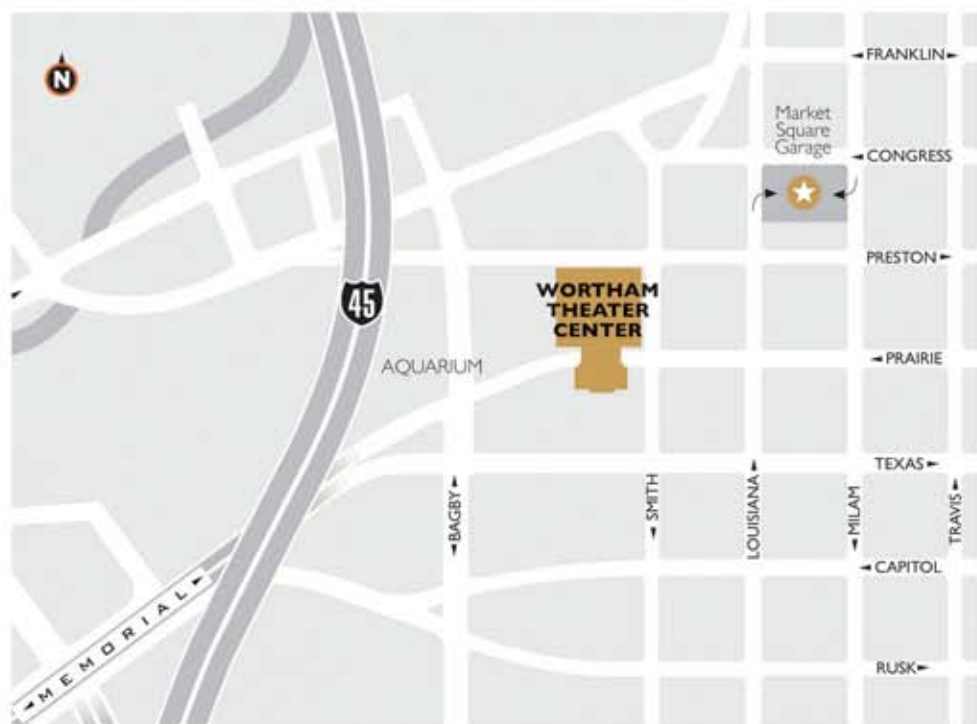 N
FRANKLIN
Market
Square
Garage
CONGRESS
PRESTON
WORTHAM
THEATER
CENTER
45
AQUARIUM
PRAIRIE
TEXAS
BAGBY
SMITH
LOUISIANA
MILAM
TRAVIS
CAPITOL
MEMORIAL
RUSK